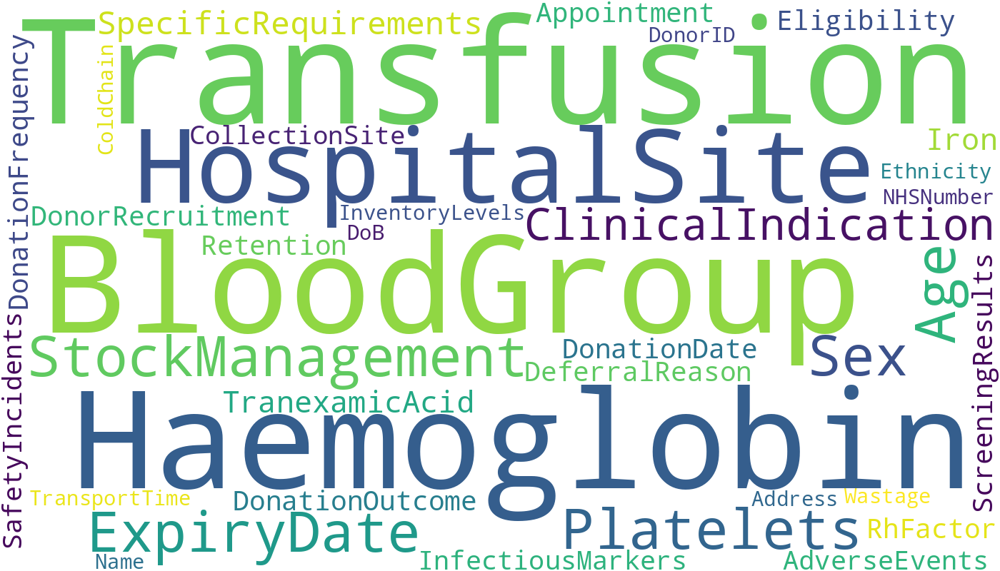 SpecificRequirements
Appointment
Eligibility
DonorID
Transfusion
ColdChain
DonationFrequency
CollectionSite
HospitalSite
Iron
Ethnicity
NHSNumber
DonorRecruitment
InventoryLevels
DoB
ClinicalIndication
Retention
BloodGroup
Age
ScreeningResults
SafetyIncidents
StockManagement
DonationDate
Sex
DeferralReason
TranexamicAcid
Haemoglobin
TransportTime
DonationOutcome
Address
Wastage
ExpiryDate
Platelets
RhFactor
Name
InfectiousMarkers
AdverseEvents